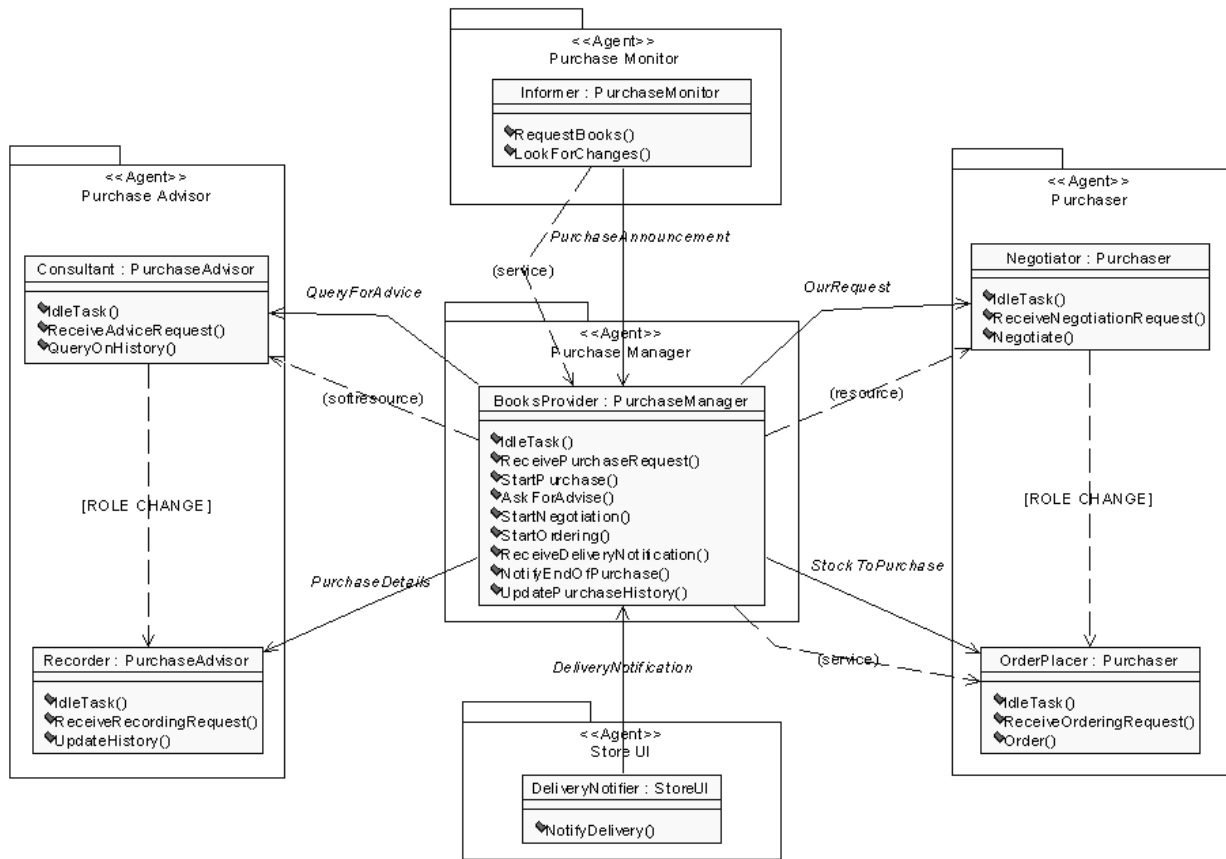 <<Agent>>
Purchase Monitor
Informer : PurchaseMonitor
RequestBooks()
LookForChanges()
<<Agent>>
Purchase Advisor
Consultant : PurchaseAdvisor
IdleTask()
ReceiveAdviceRequest()
QueryOnHistory()
[ROLE CHANGE]
Recorder : PurchaseAdvisor
IdleTask()
ReceiveRecordingRequest()
UpdateHistory()
PurchaseAnnouncement
(service)
QueryForAdvice
(softresource)
PurchaseDetails
<<Agent>>
Purchase Manager
BooksProvider : PurchaseManager
IdleTask()
ReceivePurchaseRequest()
StartPurchase()
AskForAdvise()
StartNegotiation()
StartOrdering()
ReceiveDeliveryNotification()
NotifyEndOfPurchase()
UpdatePurchaseHistory()
OurRequest
(resource)
StockToPurchase
(service)
DeliveryNotification
<<Agent>>
Purchaser
Negotiator : Purchaser
IdleTask()
ReceiveNegotiationRequest()
Negotiate()
[ROLE CHANGE]
OrderPlacer : Purchaser
IdleTask()
ReceiveOrderingRequest()
Order()
<<Agent>>
Store UI
DeliveryNotifier : StoreUI
NotifyDelivery()